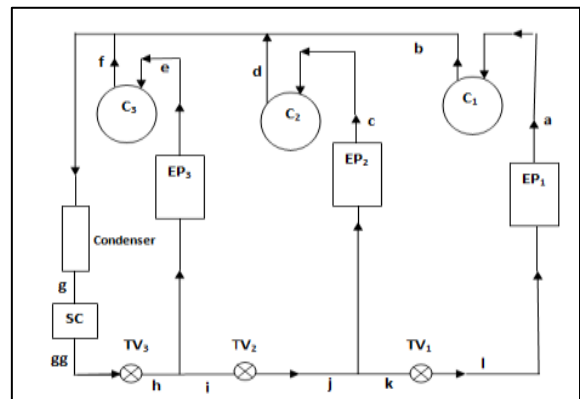 b
f
e
d
C₃
C₂
C₁
c
a
EP₃
EP₂
EP₁
Condenser
g
SC
gg
TV₃
TV₂
TV₁
h
i
j
k
l